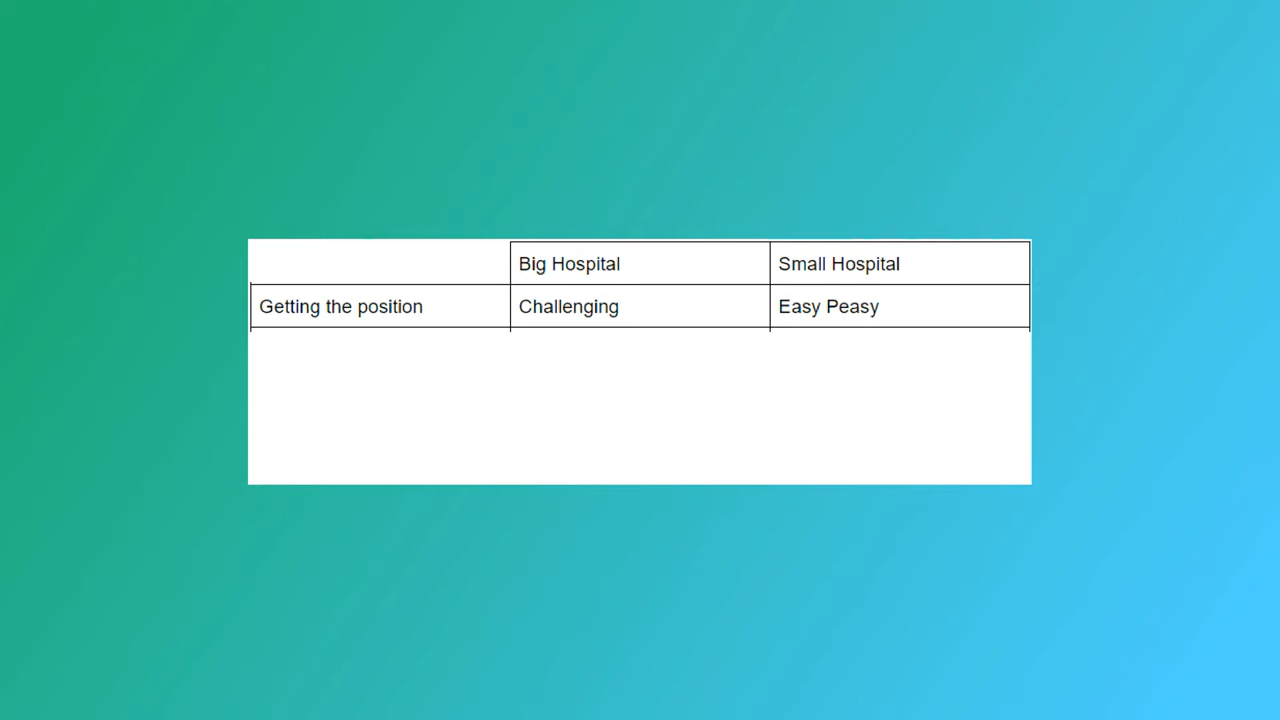 Big Hospital Small Hospital
Getting the position Challenging Easy Peasy